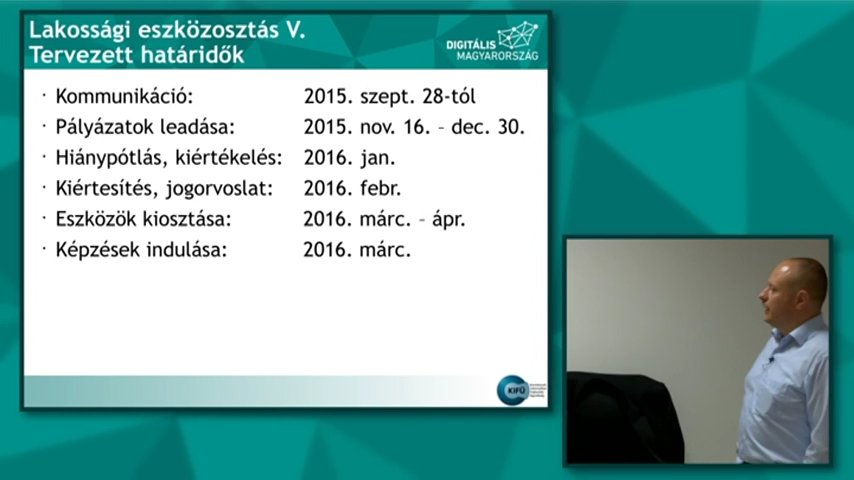 Lakossági eszközosztás V.
Tervezett határidők
DIGITÁLIS
MAGYARORSZÁG
· Kommunikáció: 2015. szept. 28-tól
· Pályázatok leadása: 2015. nov. 16. – dec. 30.
· Hiánypótlás, kiértékelés: 2016. jan.
· Kiértesítés, jogorvoslat: 2016. febr.
· Eszközök kiosztása: 2016. márc. – ápr.
· Képzések indulása: 2016. márc.
KIFÜ